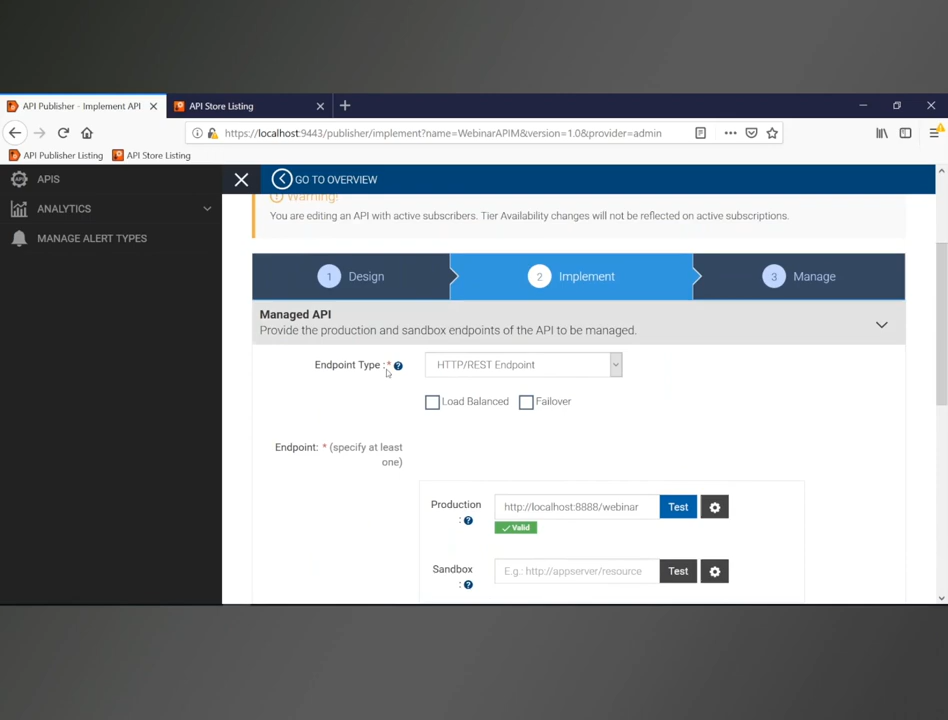 API Publisher - Implement API
API Store Listing
https://localhost:9443/publisher/implement?name=WebinarAPIM&version=1.0&provider=admin
API Publisher Listing
API Store Listing
APIS
GO TO OVERVIEW
Warning!
ANALYTICS
You are editing an API with active subscribers. Tier Availability changes will not be reflected on active subscriptions.
MANAGE ALERT TYPES
1 Design
2 Implement
3 Manage
Managed API
Provide the production and sandbox endpoints of the API to be managed.
Endpoint Type : * ?
HTTP/REST Endpoint
Load Balanced
Failover
Endpoint: * (specify at least
one)
Production
: ?
http://localhost:8888/webinar
Test
Valid
Sandbox
: ?
E.g.: http://appserver/resource
Test